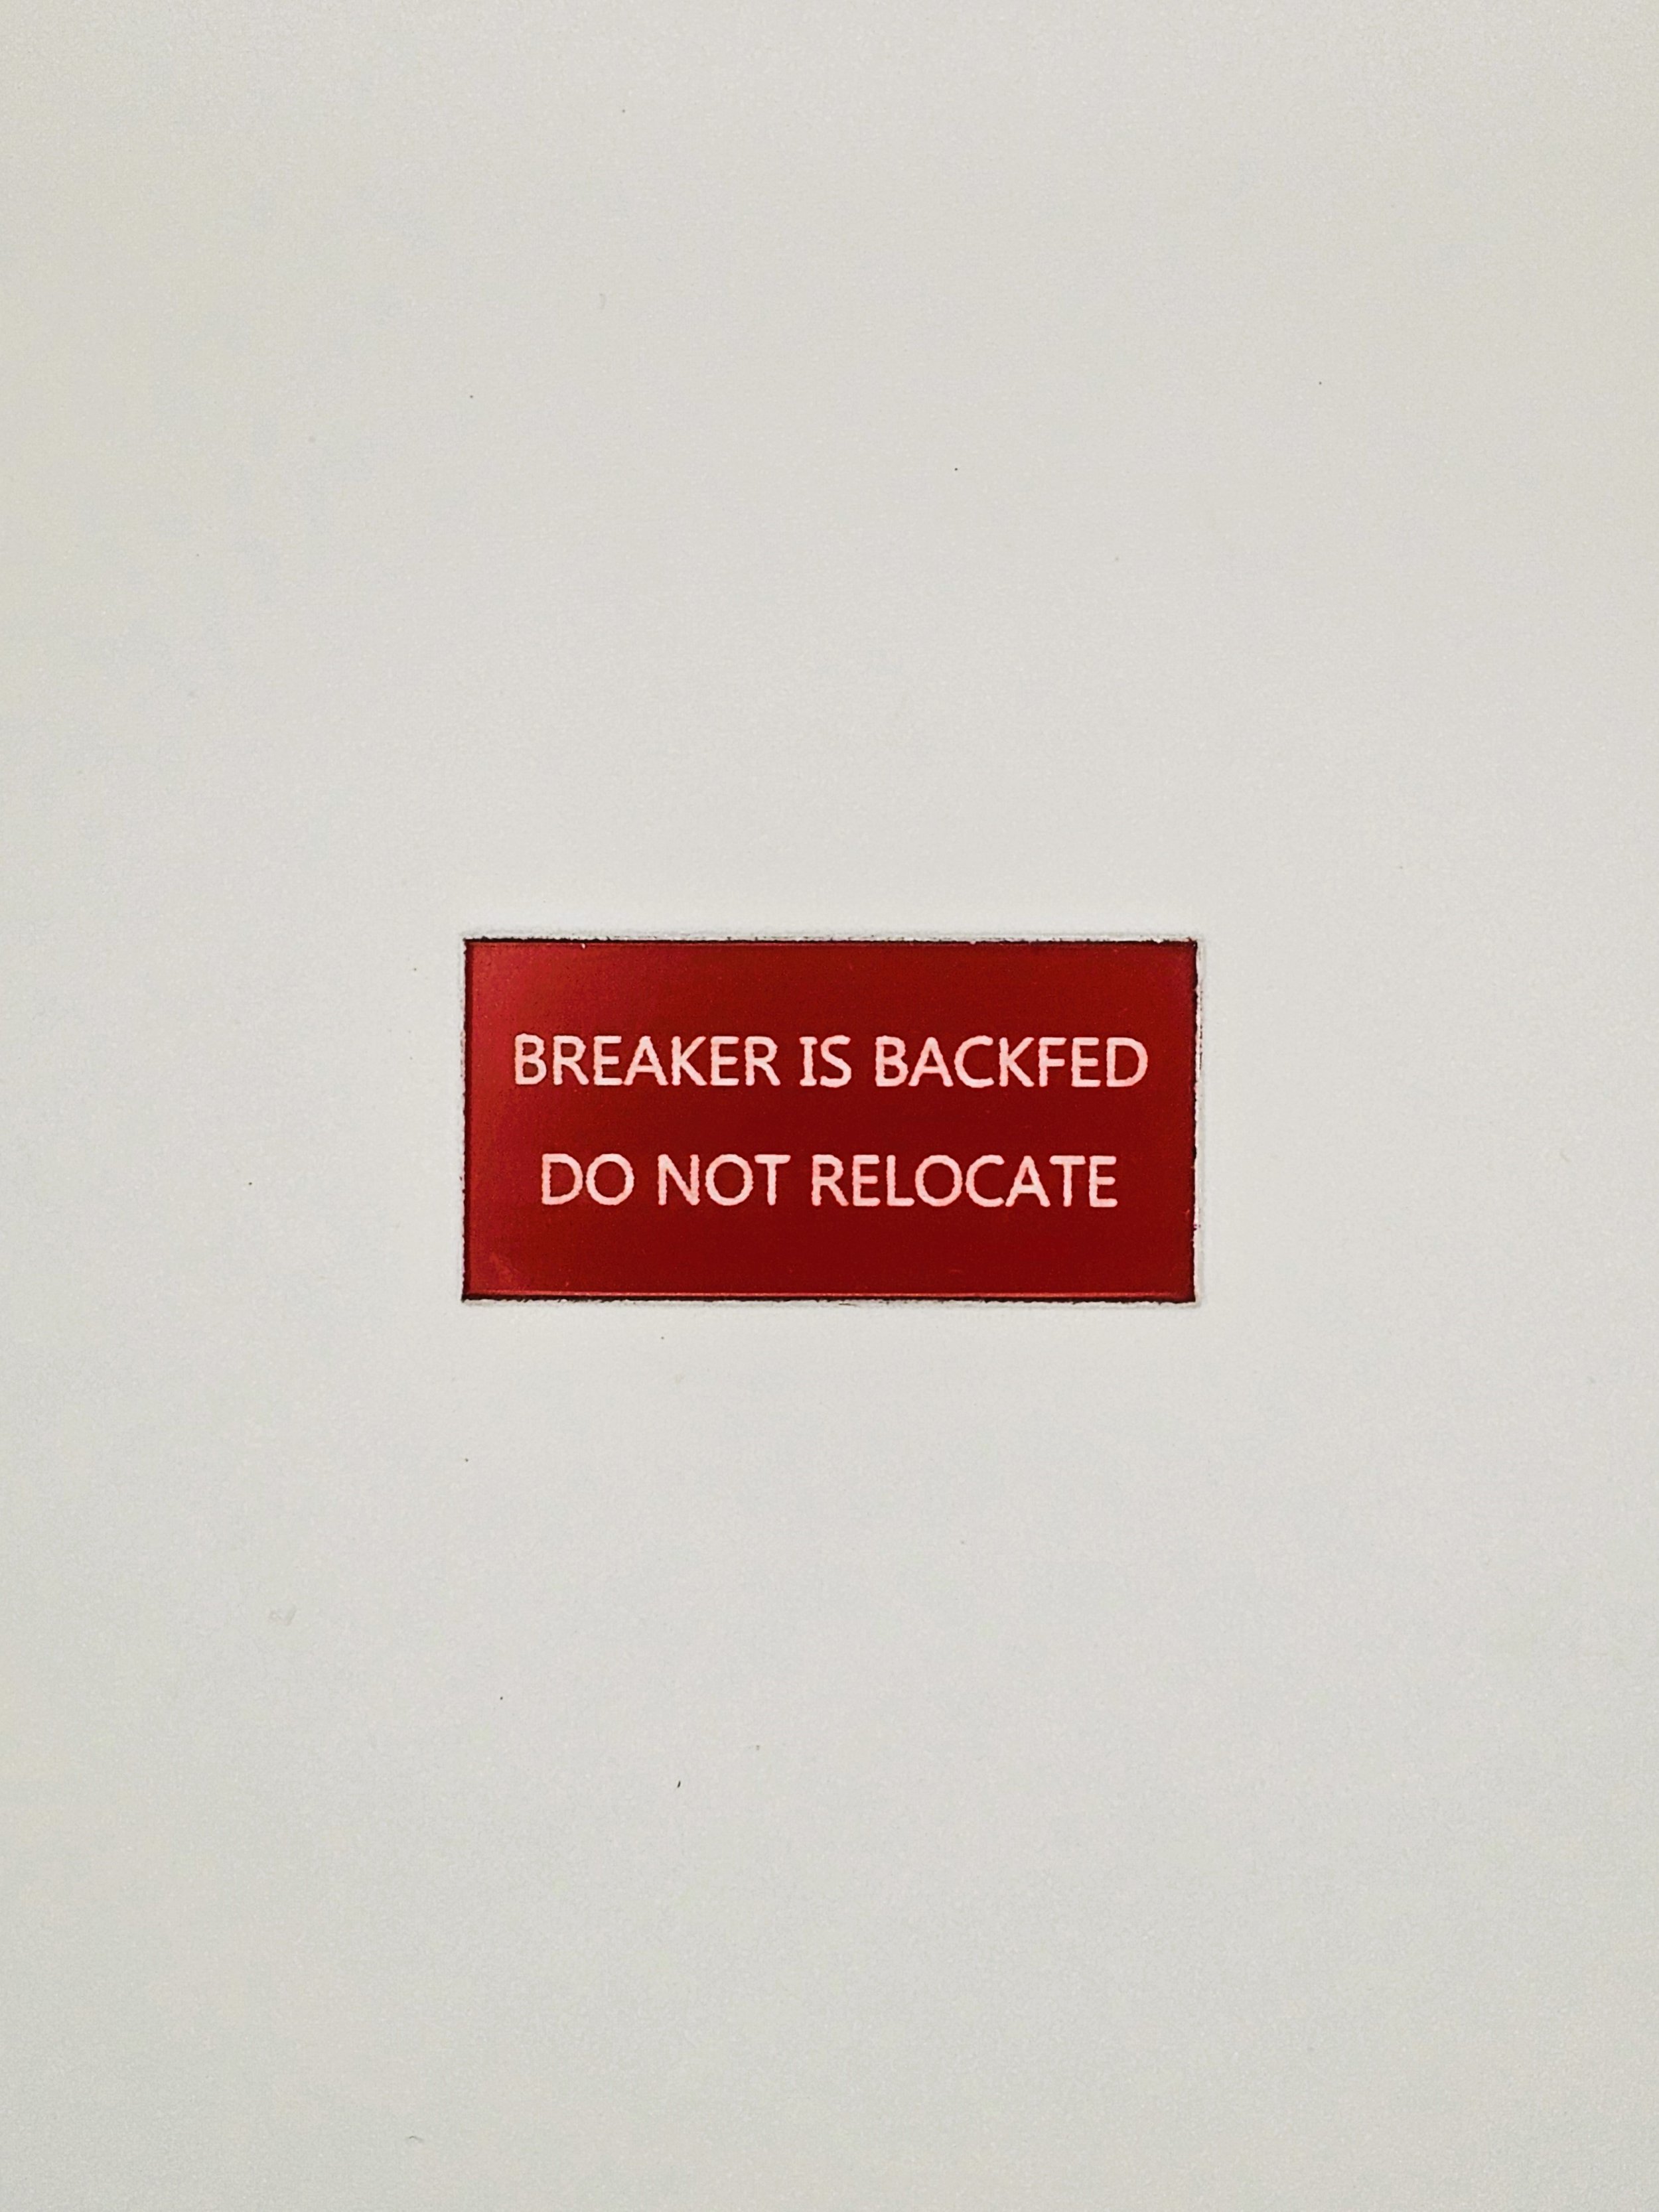 BREAKER IS BACKFED
DO NOT RELOCATE